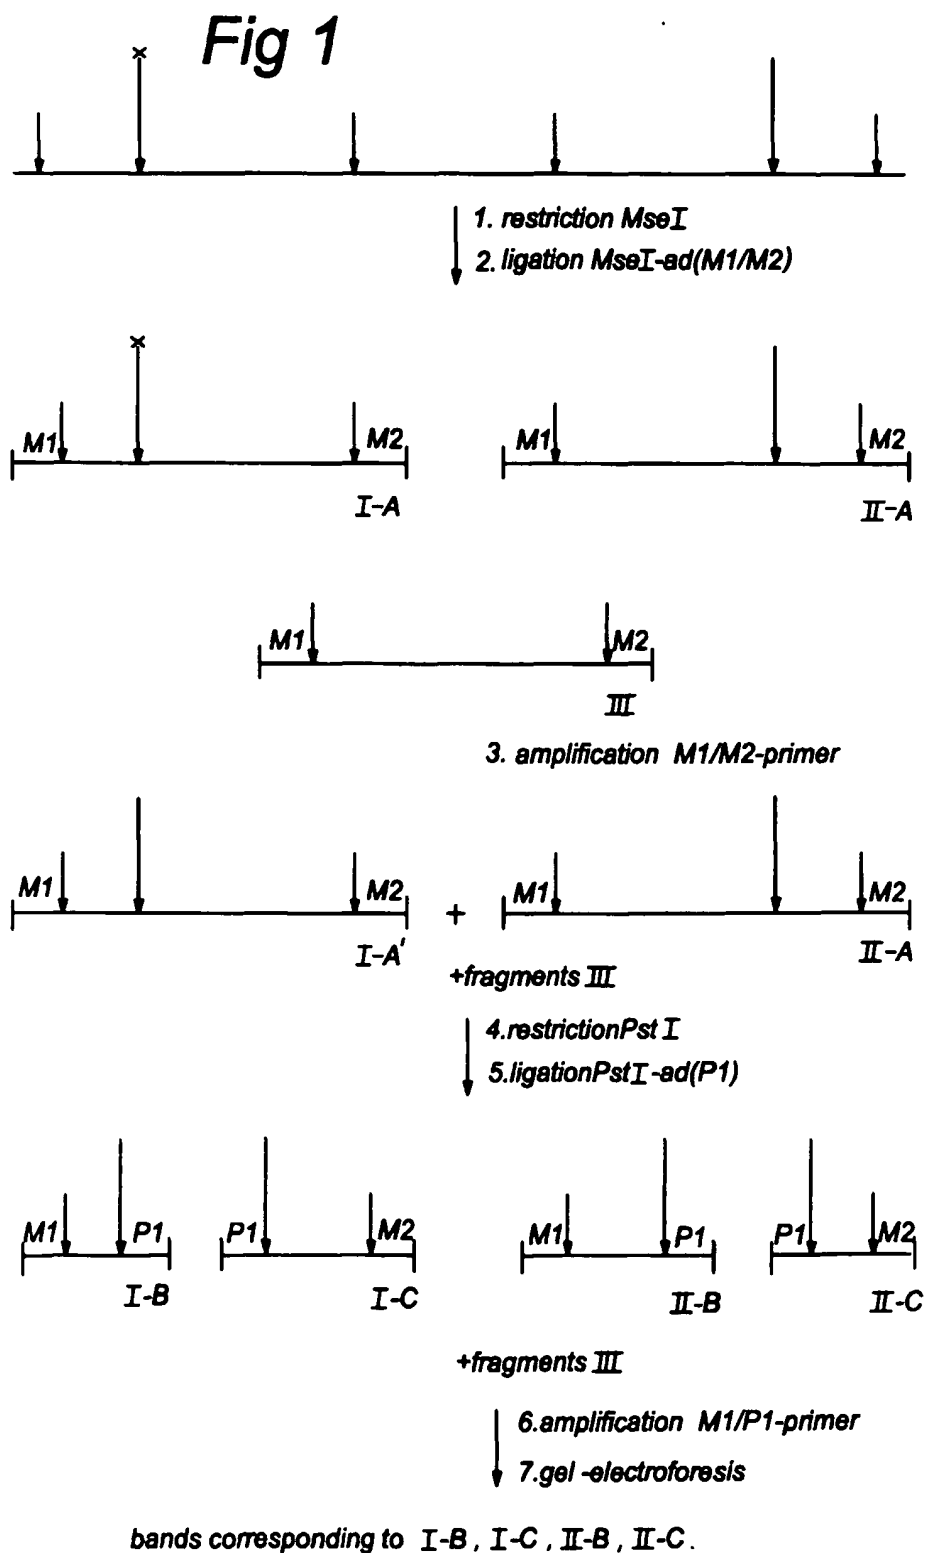 Fig 1
x
1. restriction MseI
2. ligation MseI-ad(M1/M2)
x
M1 M2 M1 M2
I-A II-A
M1 M2
III
3. amplification M1/M2-primer
M1 M2 + M1 M2
I-A' II-A
+fragments III
4.restrictionPst I
5.ligationPstI-ad(P1)
M1 P1 P1 M2 M1 P1 P1 M2
I-B I-C II-B II-C
+fragments III
6.amplification M1/P1-primer
7.gel -electroforesis
bands corresponding to I-B, I-C, II-B, II-C.